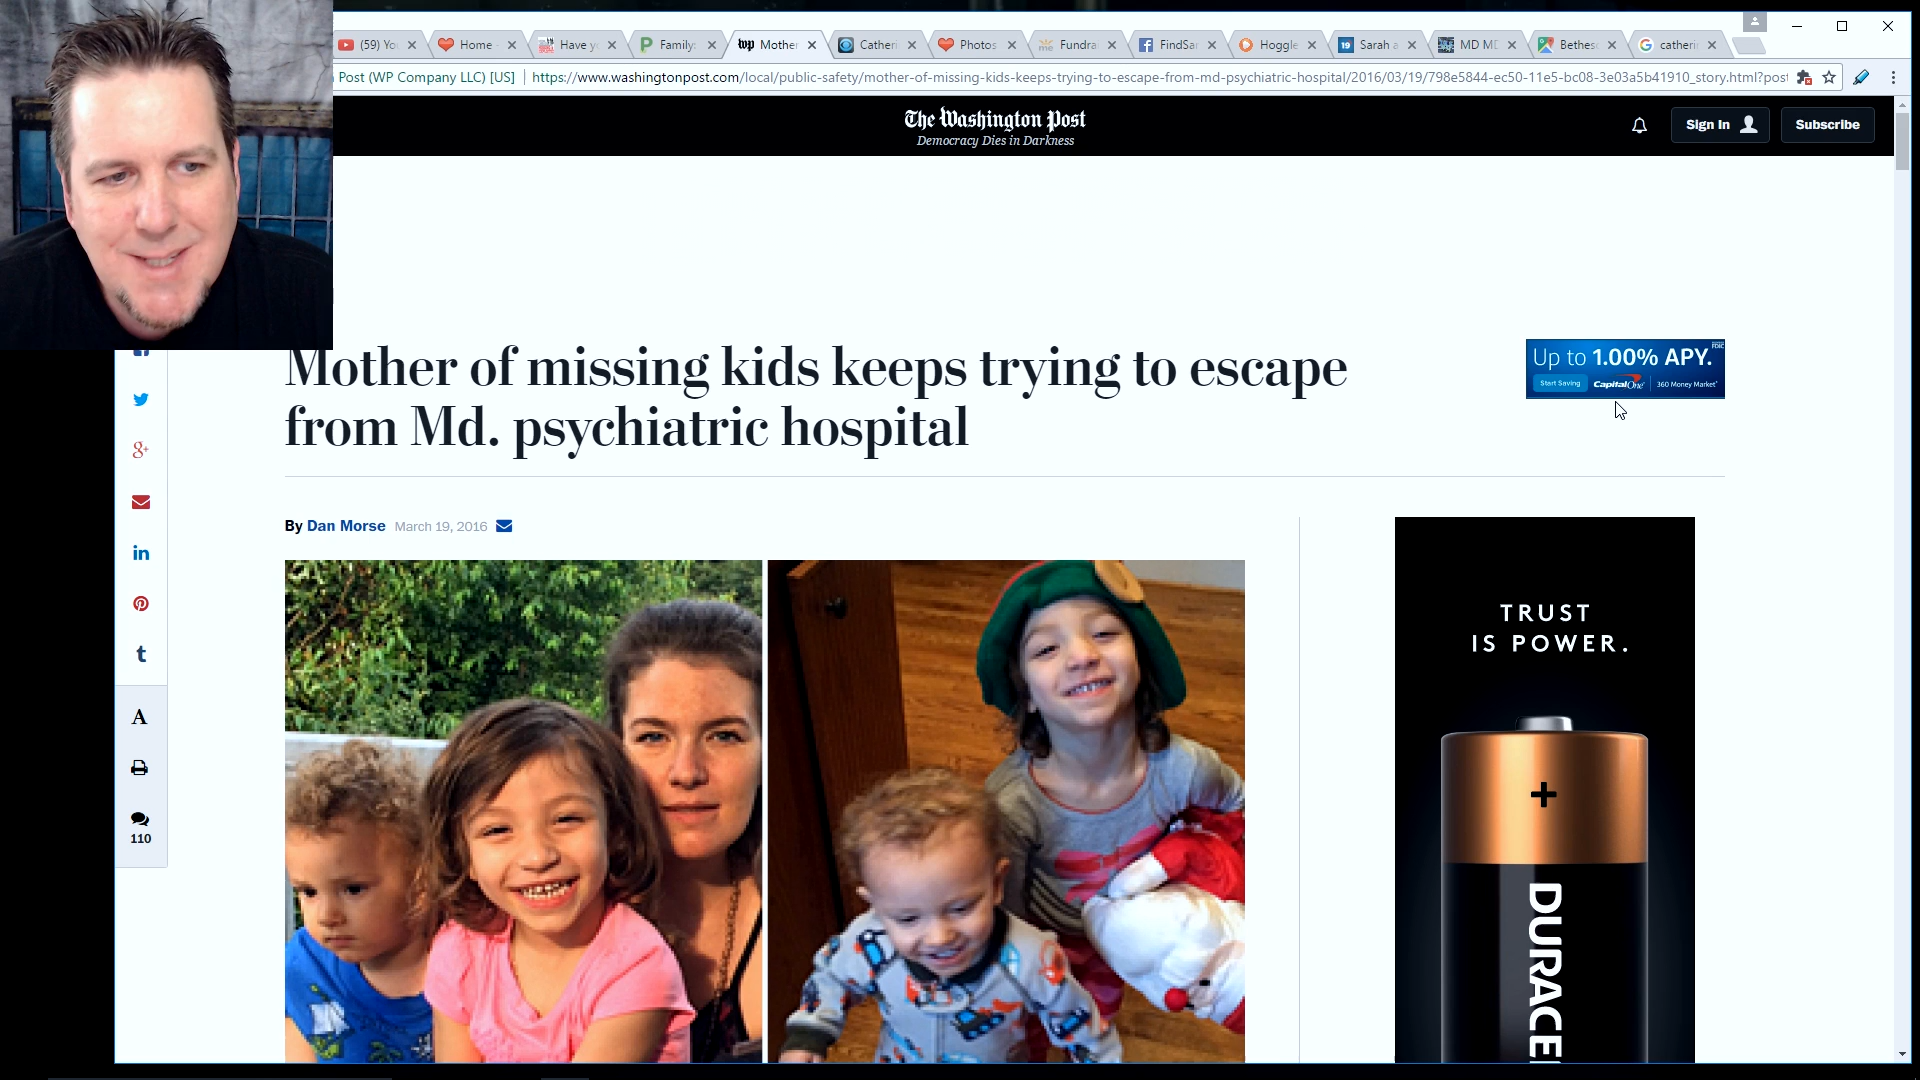 (59) Yo
Home
Have y
Family
Mother
Catheri
Photos
Fundra
FindSa
Hoggle
Sarah a
MD MD
Bethes
catheri
Post (WP Company LLC) [US]
https://www.washingtonpost.com/local/public-safety/mother-of-missing-kids-keeps-trying-to-escape-from-md-psychiatric-hospital/2016/03/19/798e5844-ec50-11e5-bc08-3e03a5b41910_story.html?post
The Washington Post
Democracy Dies in Darkness
Sign In
Subscribe
Mother of missing kids keeps trying to escape
from Md. psychiatric hospital
Up to 1.00% APY.
Start Saving
CapitalOne
360 Money Market
By Dan Morse March 19, 2016
TRUST
IS POWER.
DURACE
110